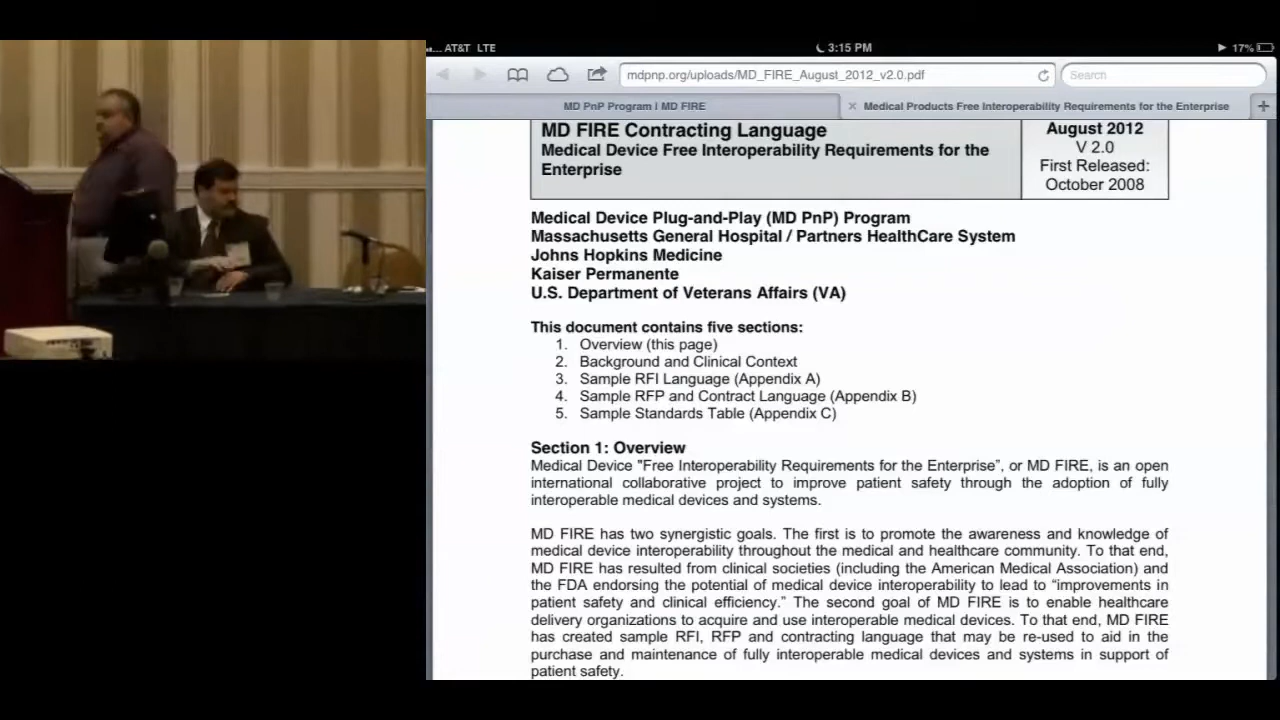 AT&T LTE
3:15 PM
17%
mdpnp.org/uploads/MD_FIRE_August_2012_v2.0.pdf
Search
MD PnP Program | MD FIRE
Medical Products Free Interoperability Requirements for the Enterprise
MD FIRE Contracting Language
Medical Device Free Interoperability Requirements for the
Enterprise
August 2012
V 2.0
First Released:
October 2008
Medical Device Plug-and-Play (MD PnP) Program
Massachusetts General Hospital / Partners HealthCare System
Johns Hopkins Medicine
Kaiser Permanente
U.S. Department of Veterans Affairs (VA)
This document contains five sections:
1. Overview (this page)
2. Background and Clinical Context
3. Sample RFI Language (Appendix A)
4. Sample RFP and Contract Language (Appendix B)
5. Sample Standards Table (Appendix C)
Section 1: Overview
Medical Device "Free Interoperability Requirements for the Enterprise”, or MD FIRE, is an open
international collaborative project to improve patient safety through the adoption of fully
interoperable medical devices and systems.
MD FIRE has two synergistic goals. The first is to promote the awareness and knowledge of
medical device interoperability throughout the medical and healthcare community. To that end,
MD FIRE has resulted from clinical societies (including the American Medical Association) and
the FDA endorsing the potential of medical device interoperability to lead to “improvements in
patient safety and clinical efficiency.” The second goal of MD FIRE is to enable healthcare
delivery organizations to acquire and use interoperable medical devices. To that end, MD FIRE
has created sample RFI, RFP and contracting language that may be re-used to aid in the
purchase and maintenance of fully interoperable medical devices and systems in support of
patient safety.